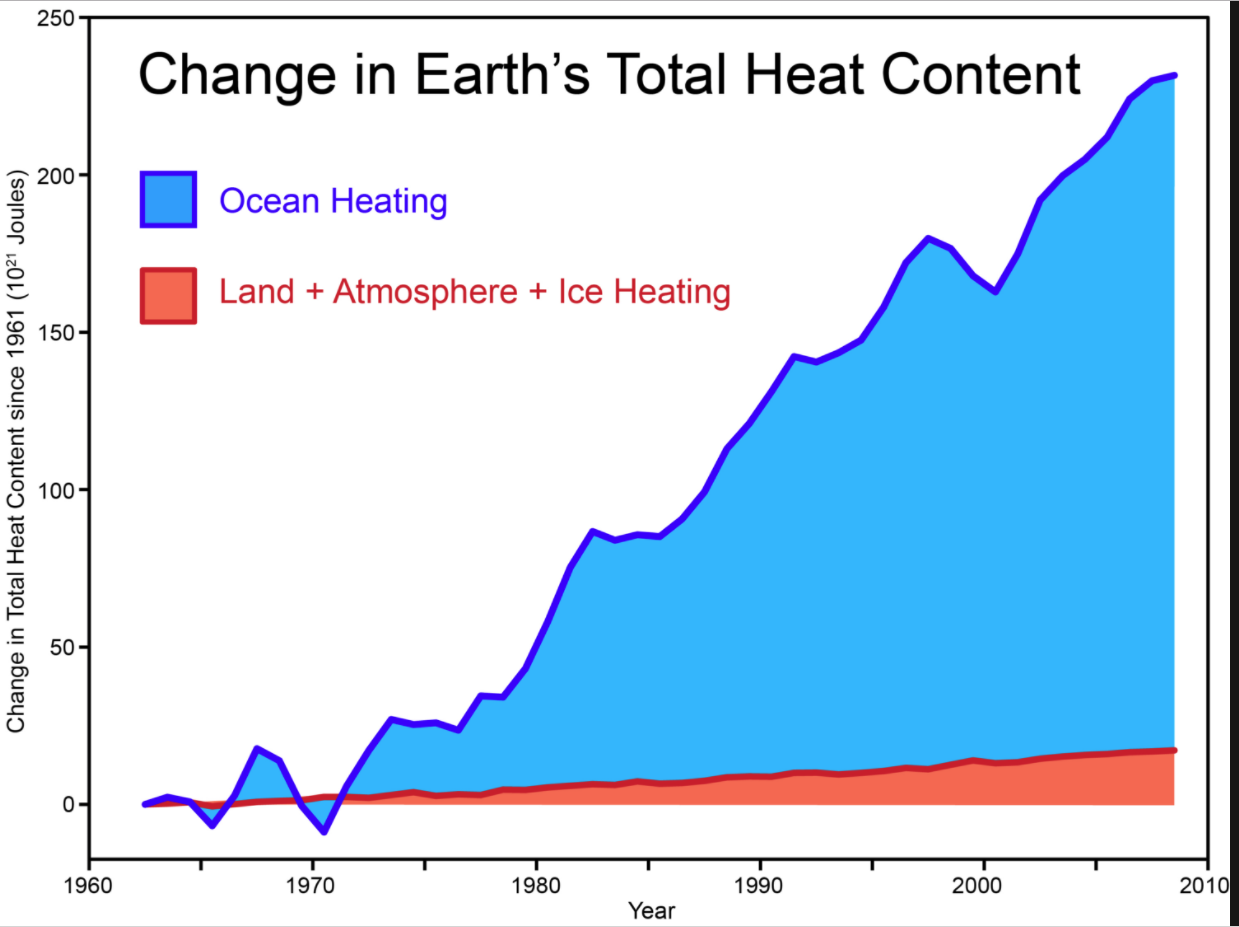 Change in Earth’s Total Heat Content
Ocean Heating
Land + Atmosphere + Ice Heating
Change in Total Heat Content since 1961 (10²¹ Joules)
250
200
150
100
50
0
1960 1970 1980 1990 2000 2010
Year